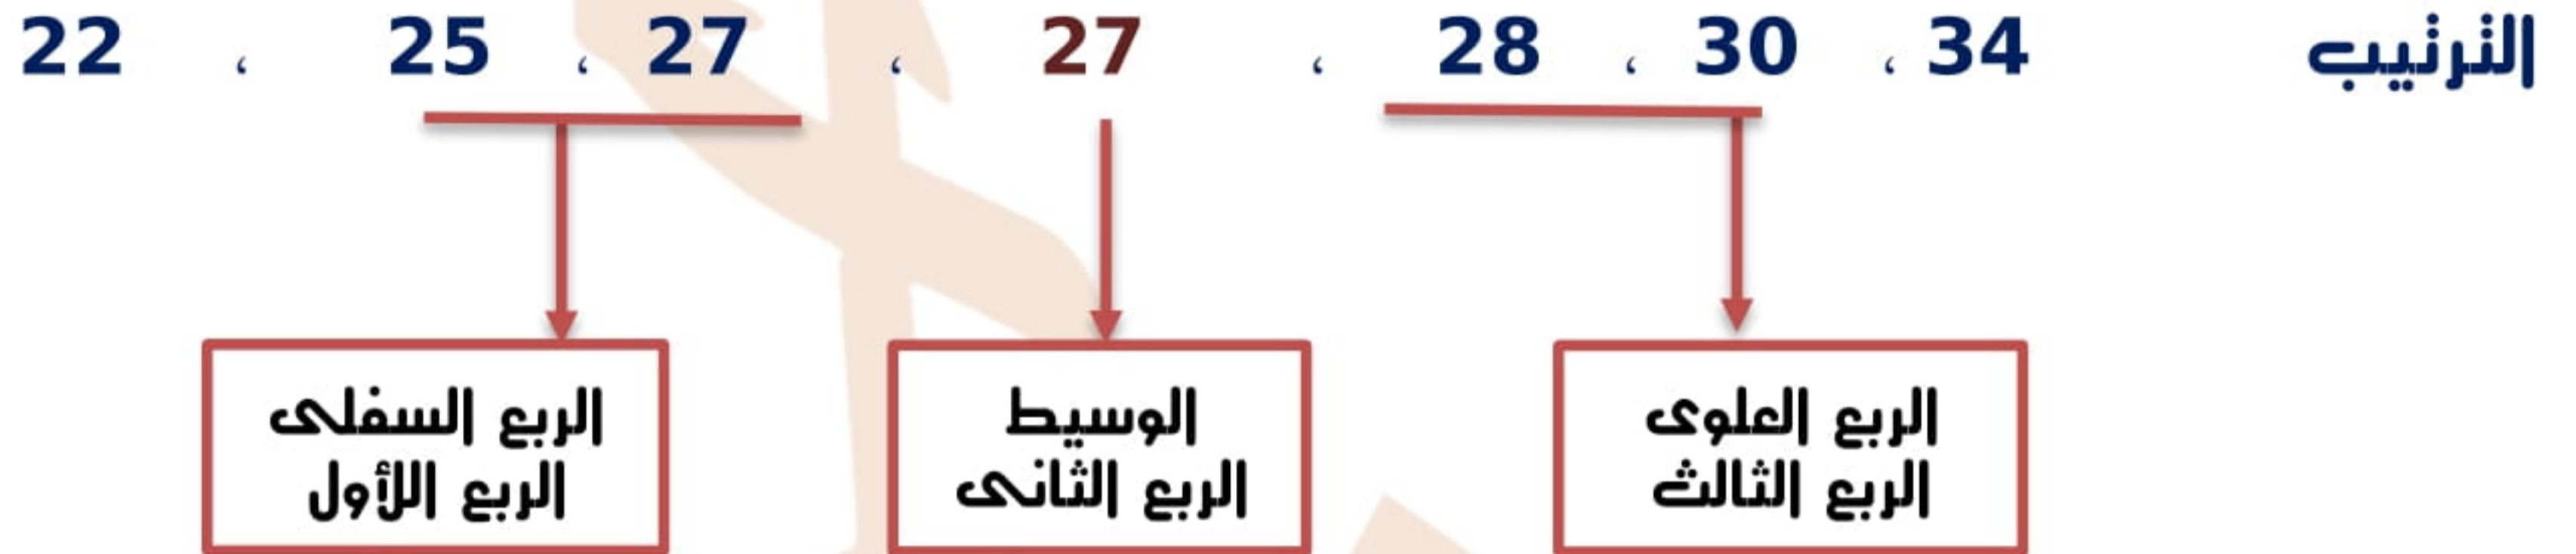 الترتيب 34 ، 30 ، 28 ، 27 ، 27 ، 25 ، 22
الربع العلوى
الربع الثالث
الوسيط
الربع الثانى
الربع السفلى
الربع الأول